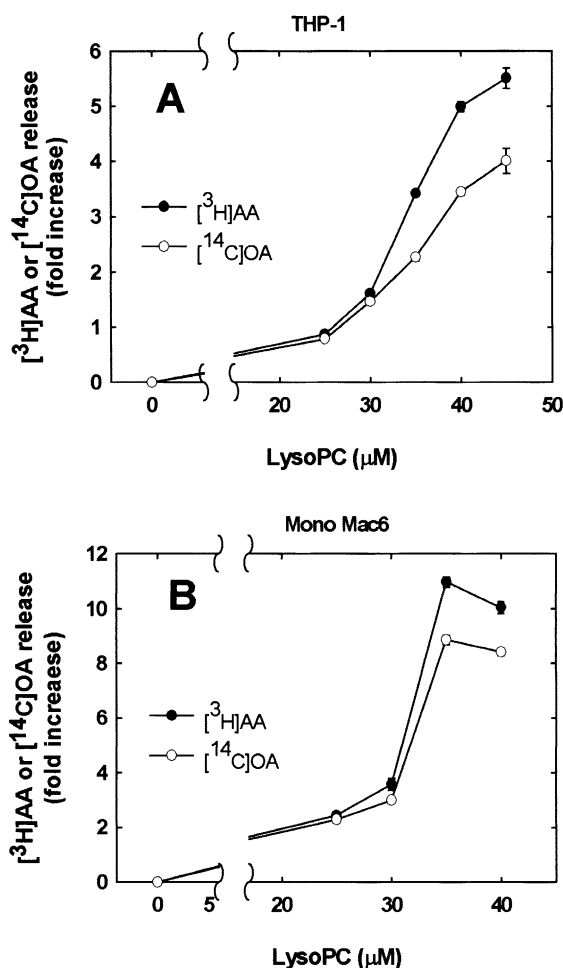 THP-1
6
5
4
3
2
1
0
A
[³H]AA
[¹⁴C]OA
[³H]AA or [¹⁴C]OA release
(fold increase)
0
20
30
40
50
LysoPC (μM)
Mono Mac6
12
10
8
6
4
2
0
B
[³H]AA
[¹⁴C]OA
[³H]AA or [¹⁴C]OA release
(fold increaese)
0
5
20
30
40
LysoPC (μM)